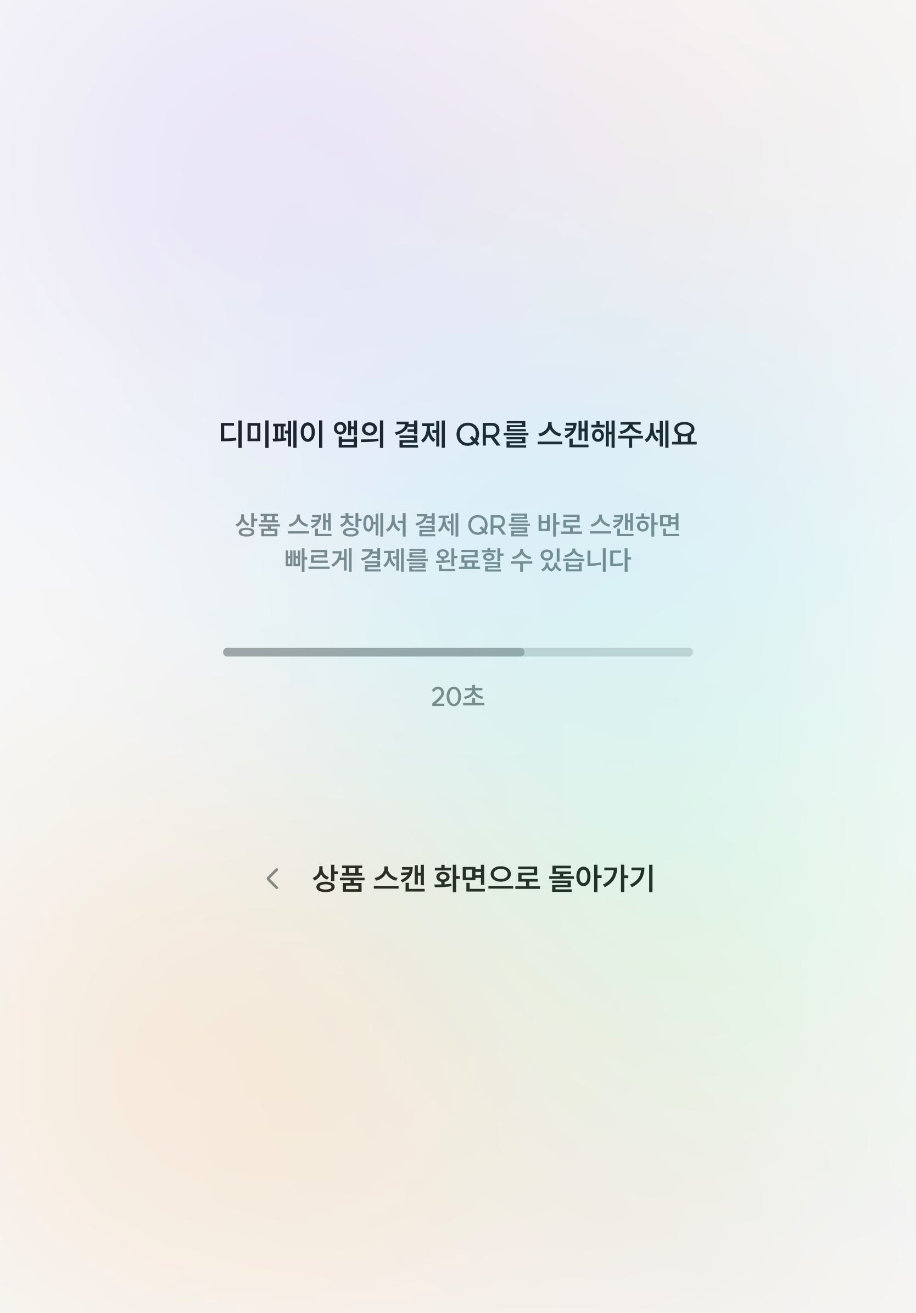 디미페이 앱의 결제 QR를 스캔해주세요
상품 스캔 창에서 결제 QR를 바로 스캔하면
빠르게 결제를 완료할 수 있습니다
20초
상품 스캔 화면으로 돌아가기